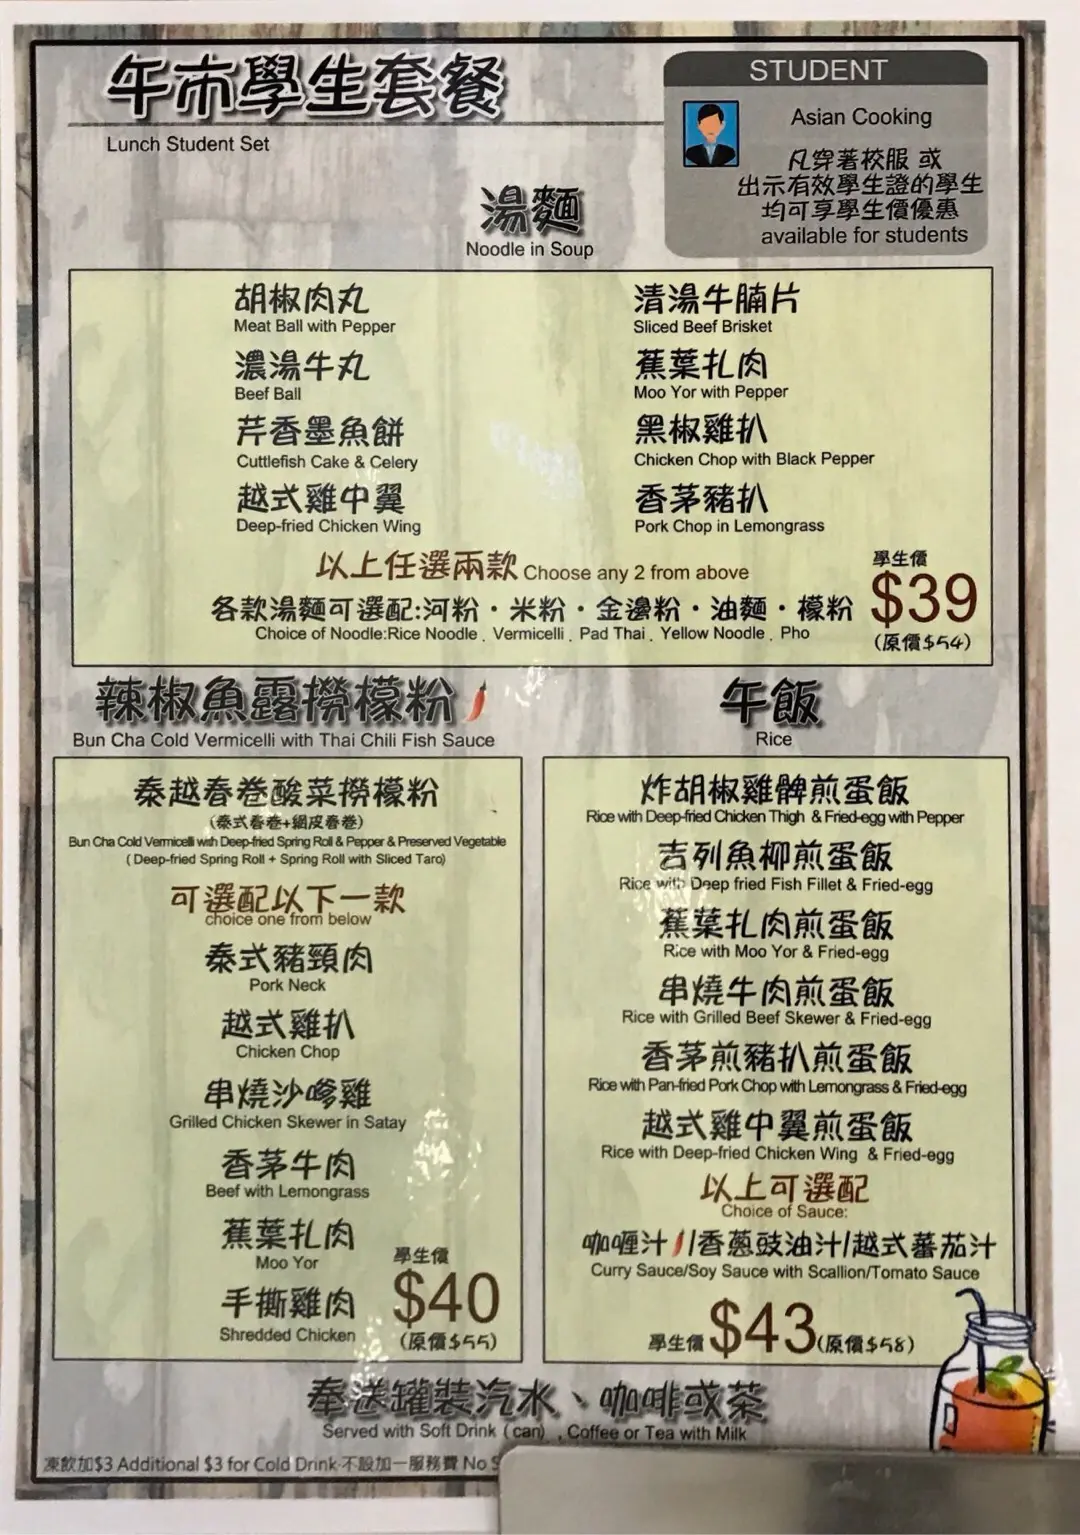 午市學生套餐
Lunch Student Set
STUDENT
Asian Cooking
凡穿著校服 或
出示有效學生證的學生
均可享學生價優惠
available for students
湯麵
Noodle in Soup
胡椒肉丸
Meat Ball with Pepper
濃湯牛丸
Beef Ball
芹香墨魚餅
Cuttlefish Cake & Celery
越式雞中翼
Deep-fried Chicken Wing
清湯牛腩片
Sliced Beef Brisket
蕉葉扎肉
Moo Yor with Pepper
黑椒雞扒
Chicken Chop with Black Pepper
香茅豬扒
Pork Chop in Lemongrass
以上任選兩款 Choose any 2 from above
各款湯麵可選配:河粉・米粉・金邊粉・油麵・檬粉
Choice of Noodle:Rice Noodle . Vermicelli . Pad Thai . Yellow Noodle . Pho
學生價
$39
(原價$54)
辣椒魚露撈檬粉
Bun Cha Cold Vermicelli with Thai Chili Fish Sauce
泰越春卷酸菜撈檬粉
(泰式春卷+網皮春卷)
Bun Cha Cold Vermicelli with Deep-fried Spring Roll & Pepper & Preserved Vegetable
( Deep-fried Spring Roll + Spring Roll with Sliced Taro)
可選配以下一款
choice one from below
泰式豬頸肉
Pork Neck
越式雞扒
Chicken Chop
串燒沙嗲雞
Grilled Chicken Skewer in Satay
香茅牛肉
Beef with Lemongrass
蕉葉扎肉
Moo Yor
手撕雞肉
Shredded Chicken
學生價
$40
(原價$55)
午飯
Rice
炸胡椒雞髀煎蛋飯
Rice with Deep-fried Chicken Thigh & Fried-egg with Pepper
吉列魚柳煎蛋飯
Rice with Deep fried Fish Fillet & Fried-egg
蕉葉扎肉煎蛋飯
Rice with Moo Yor & Fried-egg
串燒牛肉煎蛋飯
Rice with Grilled Beef Skewer & Fried-egg
香茅煎豬扒煎蛋飯
Rice with Pan-fried Pork Chop with Lemongrass & Fried-egg
越式雞中翼煎蛋飯
Rice with Deep-fried Chicken Wing & Fried-egg
以上可選配
Choice of Sauce:
咖喱汁/香蔥豉油汁/越式蕃茄汁
Curry Sauce/Soy Sauce with Scallion/Tomato Sauce
學生價 $43 (原價$58)
奉送罐裝汽水、咖啡或茶
Served with Soft Drink ( can) , Coffee or Tea with Milk
凍飲加$3 Additional $3 for Cold Drink 不設加一服務費 No